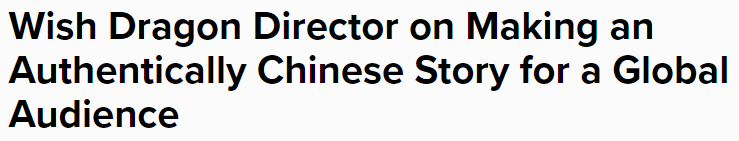 Wish Dragon Director on Making an
Authentically Chinese Story for a Global
Audience